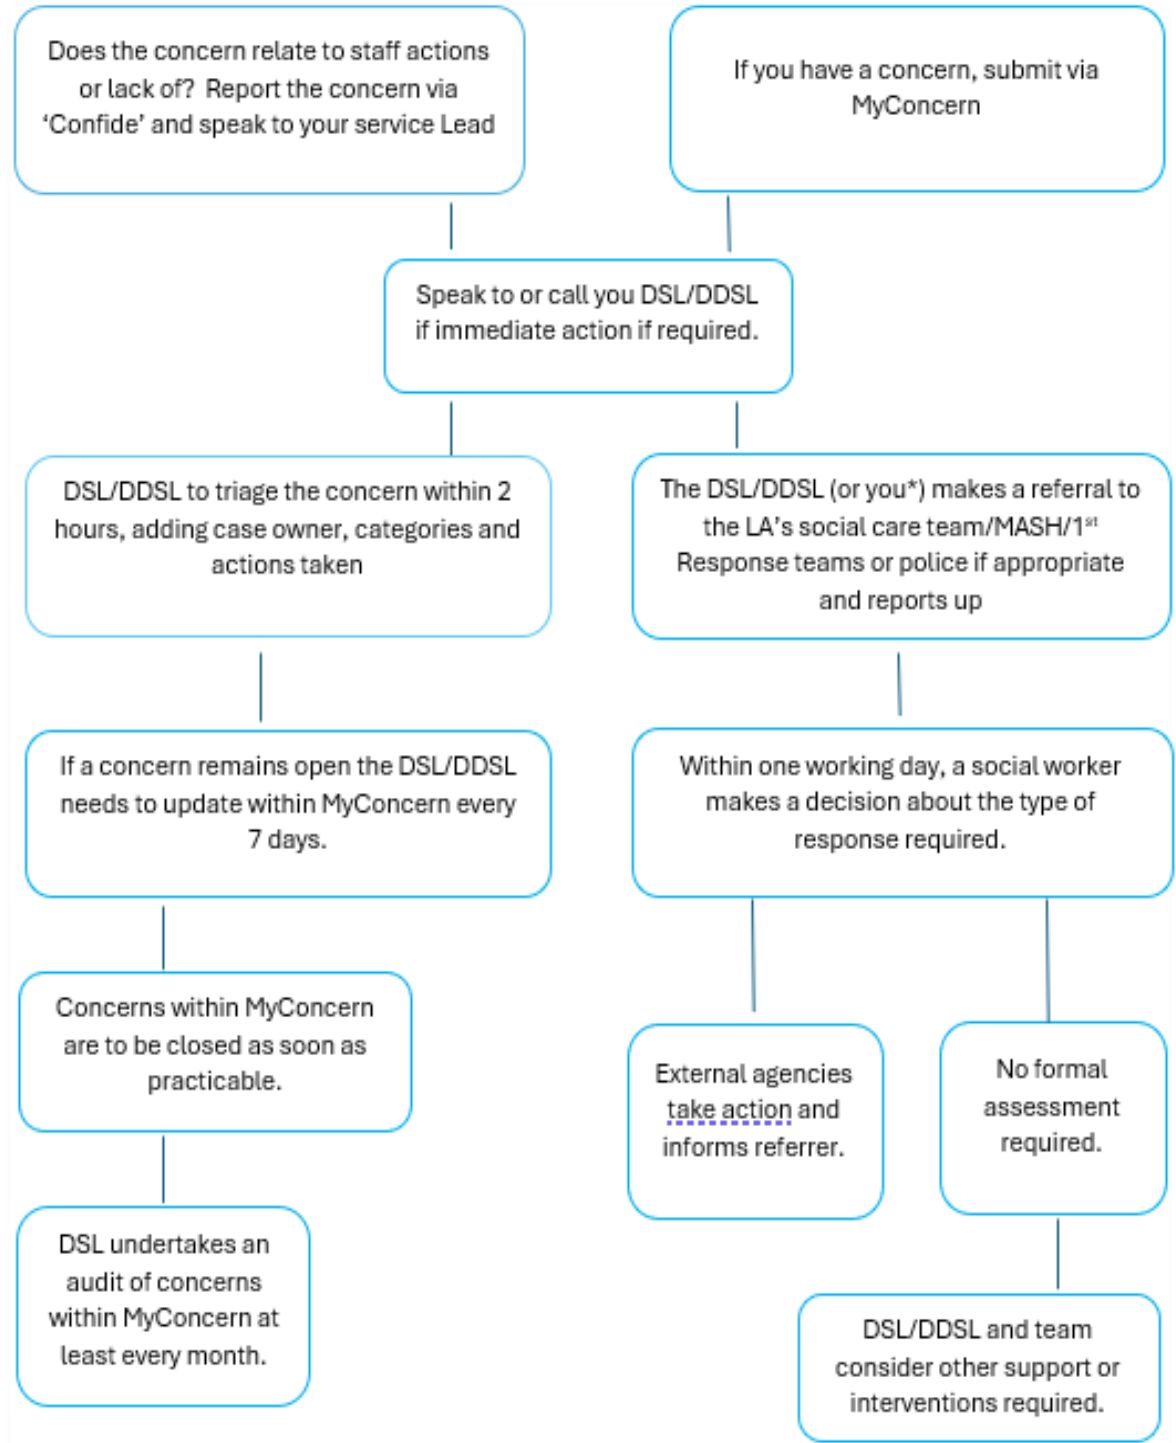 Does the concern relate to staff actions
or lack of? Report the concern via
‘Confide’ and speak to your service Lead
If you have a concern, submit via
MyConcern
Speak to or call you DSL/DDSL
if immediate action if required.
DSL/DDSL to triage the concern within 2
hours, adding case owner, categories and
actions taken
The DSL/DDSL (or you*) makes a referral to
the LA’s social care team/MASH/1st
Response teams or police if appropriate
and reports up
If a concern remains open the DSL/DDSL
needs to update within MyConcern every
7 days.
Within one working day, a social worker
makes a decision about the type of
response required.
Concerns within MyConcern
are to be closed as soon as
practicable.
External agencies
take action and
informs referrer.
No formal
assessment
required.
DSL undertakes an
audit of concerns
within MyConcern at
least every month.
DSL/DDSL and team
consider other support or
interventions required.